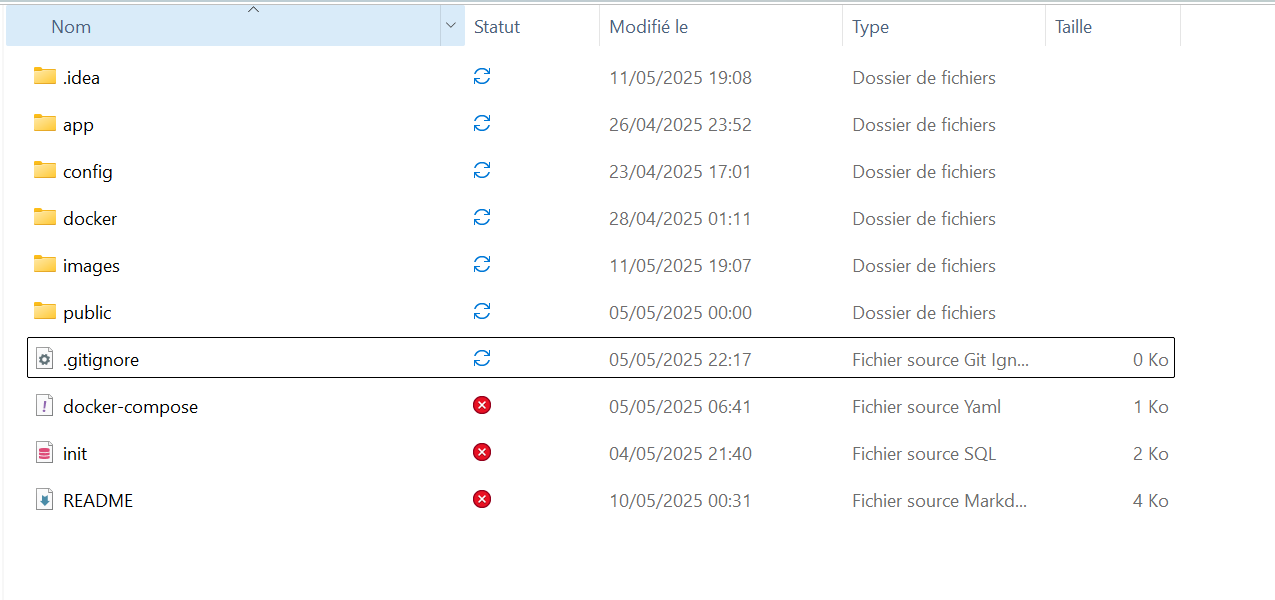 Nom Statut Modifié le Type Taille
.idea 11/05/2025 19:08 Dossier de fichiers
app 26/04/2025 23:52 Dossier de fichiers
config 23/04/2025 17:01 Dossier de fichiers
docker 28/04/2025 01:11 Dossier de fichiers
images 11/05/2025 19:07 Dossier de fichiers
public 05/05/2025 00:00 Dossier de fichiers
.gitignore 05/05/2025 22:17 Fichier source Git Ign... 0 Ko
docker-compose 05/05/2025 06:41 Fichier source Yaml 1 Ko
init 04/05/2025 21:40 Fichier source SQL 2 Ko
README 10/05/2025 00:31 Fichier source Markd... 4 Ko